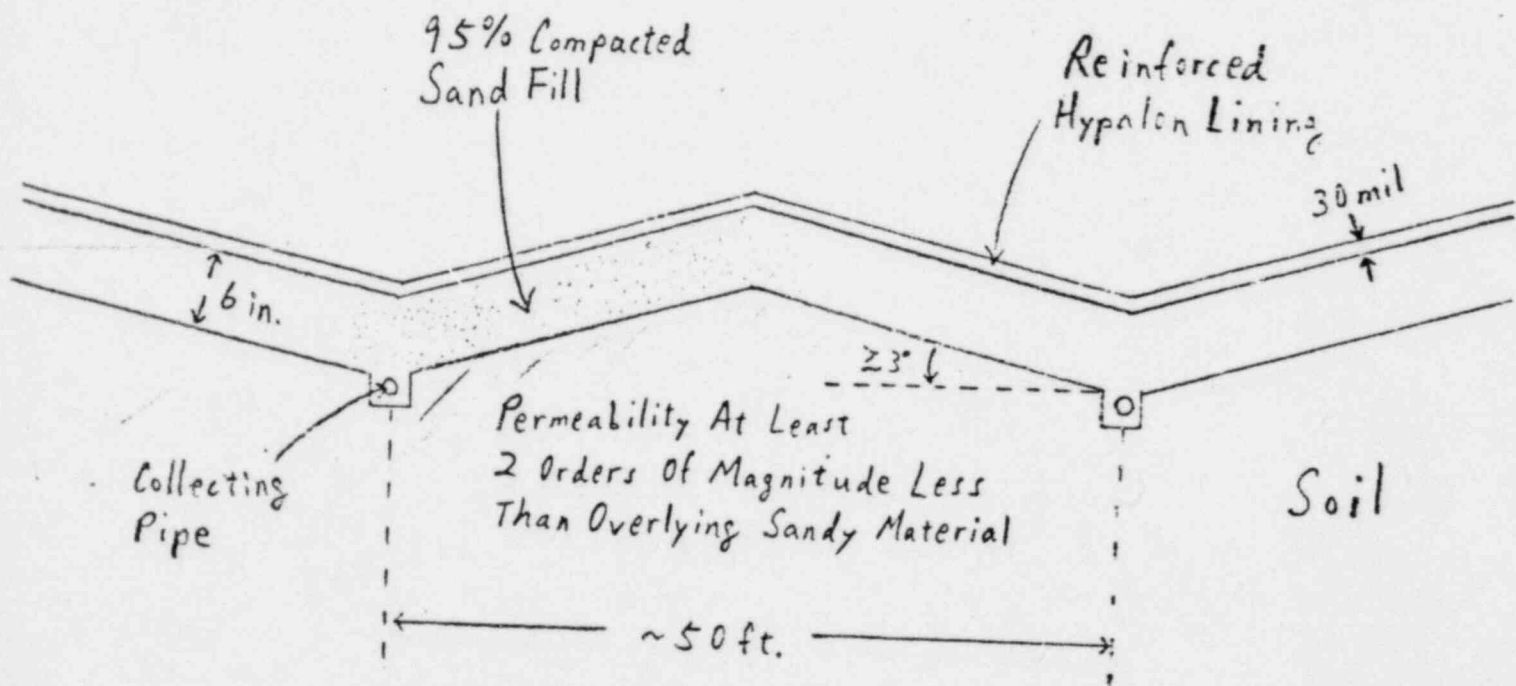 95% Compacted
Sand Fill
Reinforced
Hypalon Lining
30 mil
6 in.
≥3°
Collecting
Pipe
Permeability At Least
2 Orders Of Magnitude Less
Than Overlying Sandy Material
Soil
~50 ft.